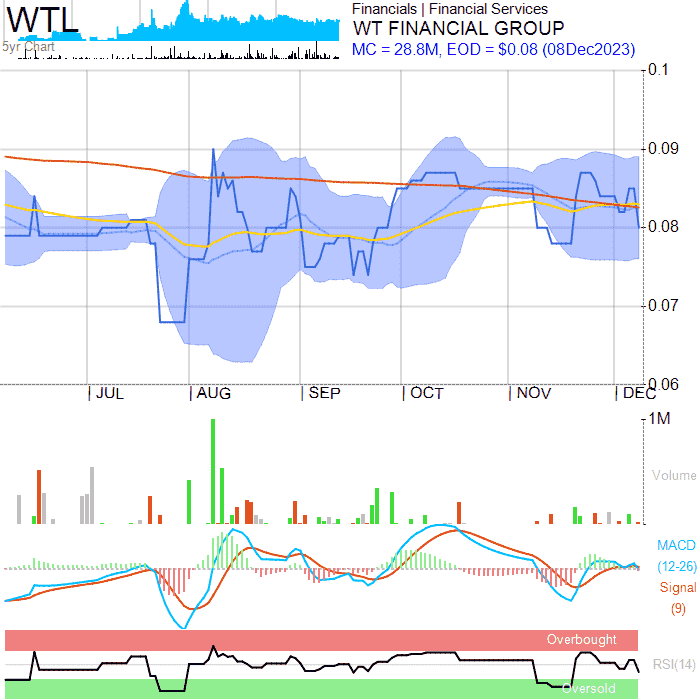 WTL
5yr Chart
Financials | Financial Services
WT FINANCIAL GROUP
MC = 28.8M, EOD = $0.08 (08Dec2023)
0.1
0.09
0.08
0.07
0.06
JUL AUG SEP OCT NOV DEC
1M
Volume
MACD
(12-26)
Signal
(9)
Overbought
RSI(14)
Oversold